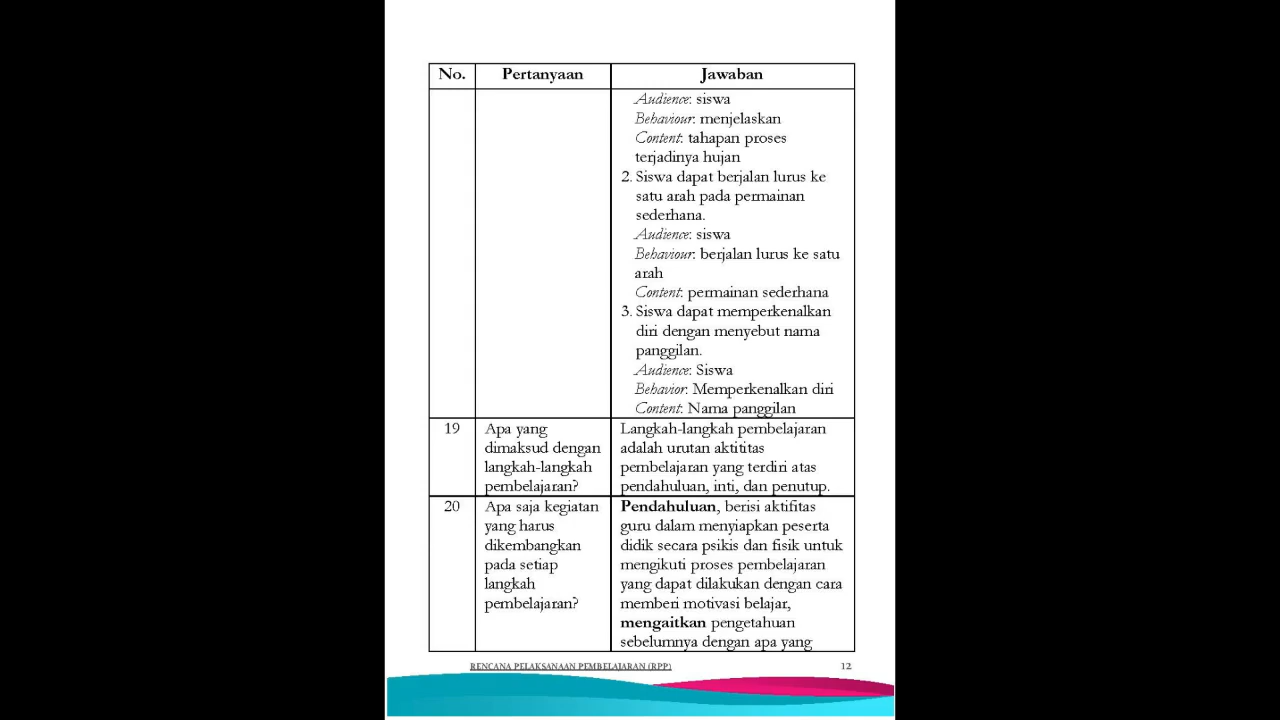 No. Pertanyaan Jawaban
Audience: siswa
Behaviour: menjelaskan
Content: tahapan proses
terjadinya hujan
2. Siswa dapat berjalan lurus ke
satu arah pada permainan
sederhana.
Audience: siswa
Behaviour: berjalan lurus ke satu
arah
Content: permainan sederhana
3. Siswa dapat memperkenalkan
diri dengan menyebut nama
panggilan.
Audience: Siswa
Behavior: Memperkenalkan diri
Content: Nama panggilan
19
Apa yang
dimaksud dengan
langkah-langkah
pembelajaran?
Langkah-langkah pembelajaran
adalah urutan aktititas
pembelajaran yang terdiri atas
pendahuluan, inti, dan penutup.
20
Apa saja kegiatan
yang harus
dikembangkan
pada setiap
langkah
pembelajaran?
Pendahuluan, berisi aktifitas
guru dalam menyiapkan peserta
didik secara psikis dan fisik untuk
mengikuti proses pembelajaran
yang dapat dilakukan dengan cara
memberi motivasi belajar,
mengaitkan pengetahuan
sebelumnya dengan apa yang
RENCANA PELAKSANAAN PEMBELAJARAN (RPP) 12